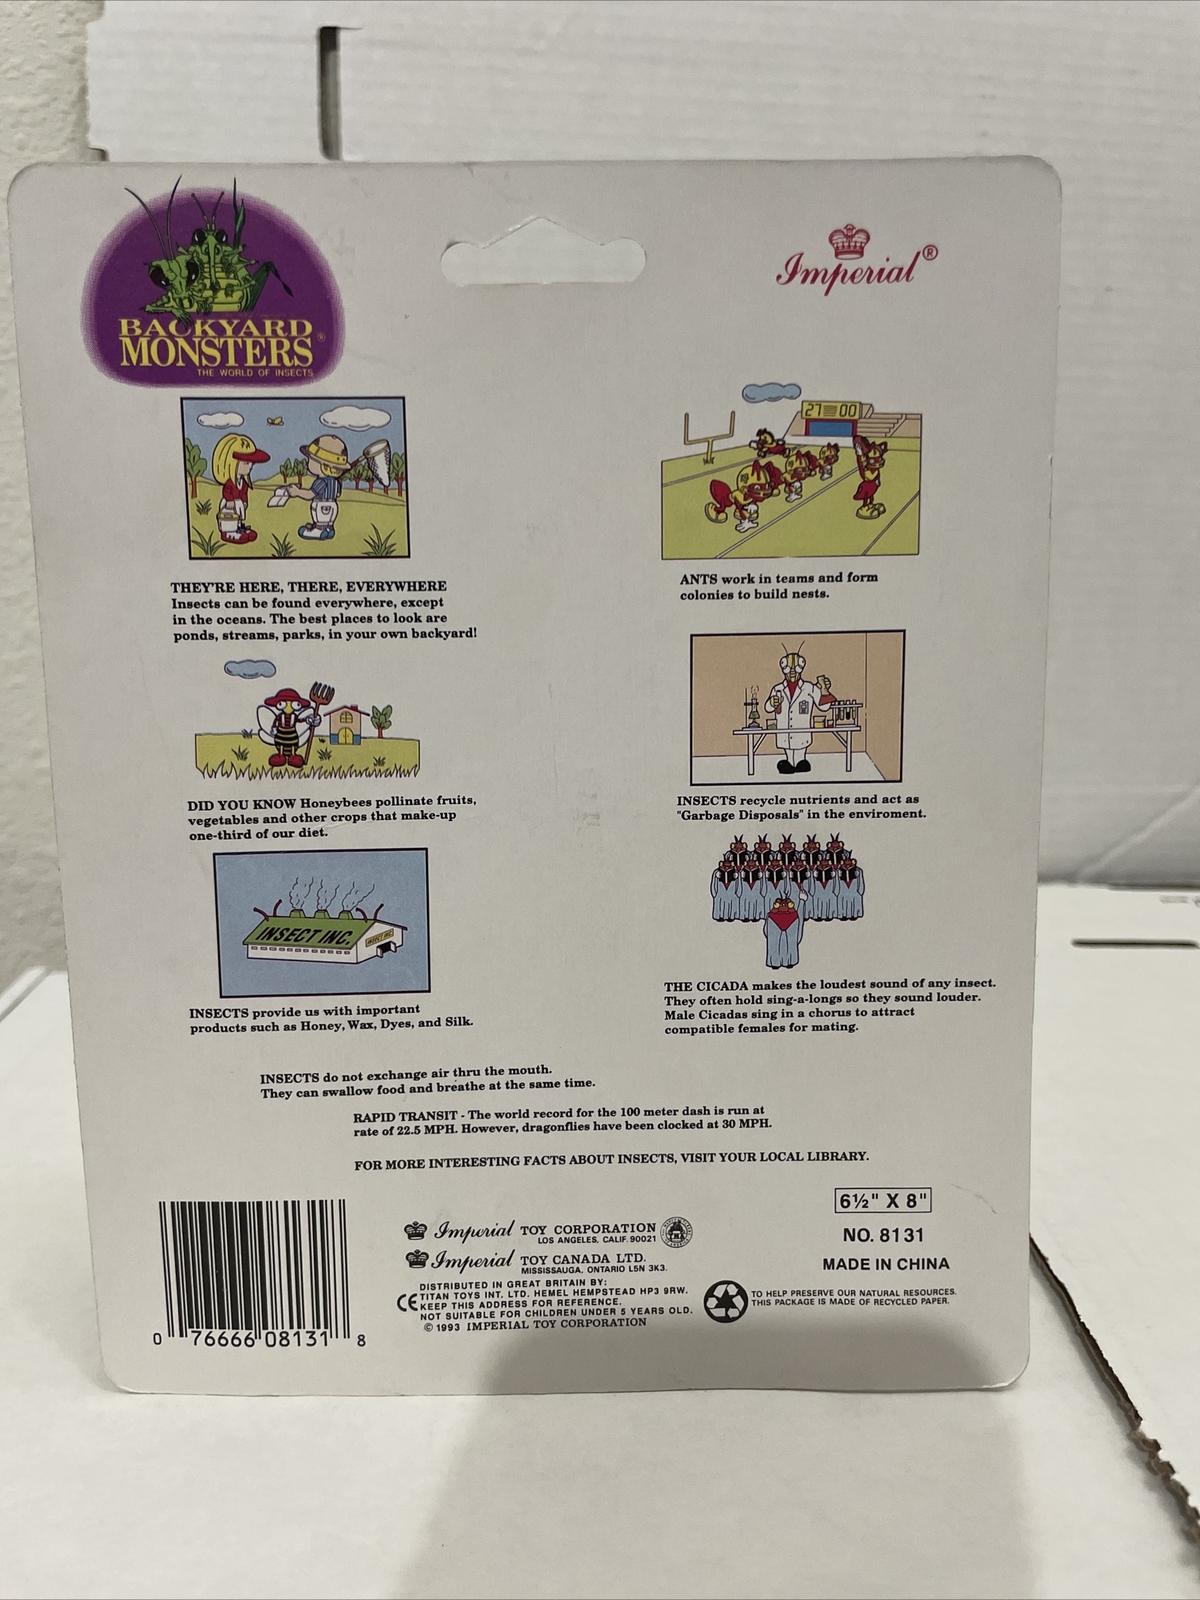 BACKYARD
MONSTERS®
THE WORLD OF INSECTS
Imperial®
THEY'RE HERE, THERE, EVERYWHERE
Insects can be found everywhere, except
in the oceans. The best places to look are
ponds, streams, parks, in your own backyard!
27 00
ANTS work in teams and form
colonies to build nests.
DID YOU KNOW Honeybees pollinate fruits,
vegetables and other crops that make-up
one-third of our diet.
INSECTS recycle nutrients and act as
"Garbage Disposals" in the enviroment.
INSECT INC.
INSECT INC
INSECTS provide us with important
products such as Honey, Wax, Dyes, and Silk.
THE CICADA makes the loudest sound of any insect.
They often hold sing-a-longs so they sound louder.
Male Cicadas sing in a chorus to attract
compatible females for mating.
INSECTS do not exchange air thru the mouth.
They can swallow food and breathe at the same time.
RAPID TRANSIT - The world record for the 100 meter dash is run at
rate of 22.5 MPH. However, dragonflies have been clocked at 30 MPH.
FOR MORE INTERESTING FACTS ABOUT INSECTS, VISIT YOUR LOCAL LIBRARY.
0 76666 08131 8
Imperial TOY CORPORATION
LOS ANGELES, CALIF. 90021
Imperial TOY CANADA LTD.
MISSISSAUGA, ONTARIO L5N 3K3.
DISTRIBUTED IN GREAT BRITAIN BY:
TITAN TOYS INT. LTD. HEMEL HEMPSTEAD HP3 9RW.
CE KEEP THIS ADDRESS FOR REFERENCE.
NOT SUITABLE FOR CHILDREN UNDER 5 YEARS OLD.
© 1993 IMPERIAL TOY CORPORATION
6½" X 8"
NO. 8131
MADE IN CHINA
TO HELP PRESERVE OUR NATURAL RESOURCES.
THIS PACKAGE IS MADE OF RECYCLED PAPER.